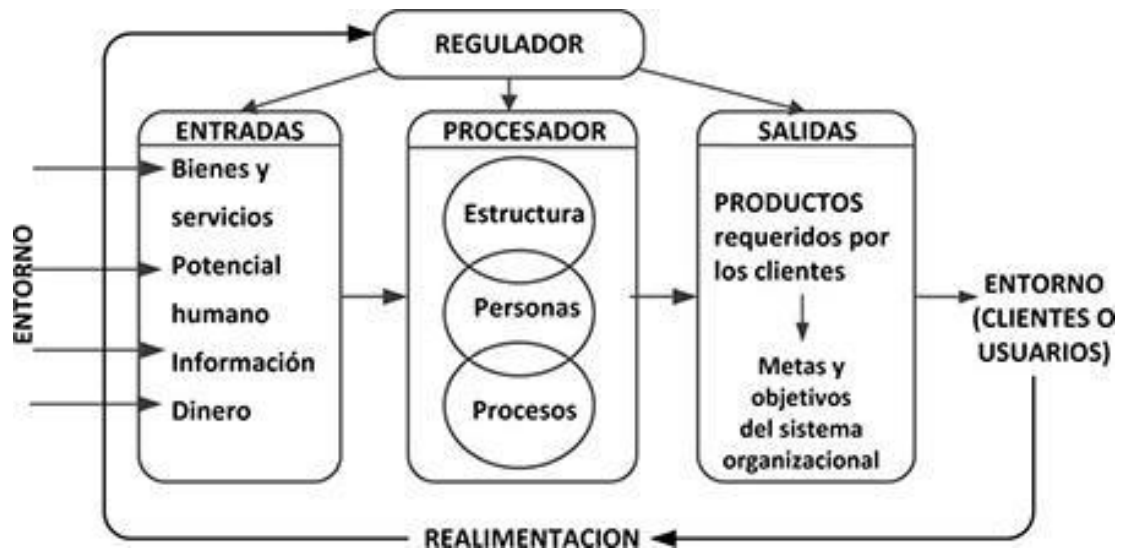 REGULADOR
ENTORNO
ENTRADAS
Bienes y
servicios
Potencial
humano
Información
Dinero
PROCESADOR
Estructura
Personas
Procesos
SALIDAS
PRODUCTOS
requeridos por
los clientes
Metas y
objetivos
del sistema
organizacional
ENTORNO
(CLIENTES O
USUARIOS)
REALIMENTACION